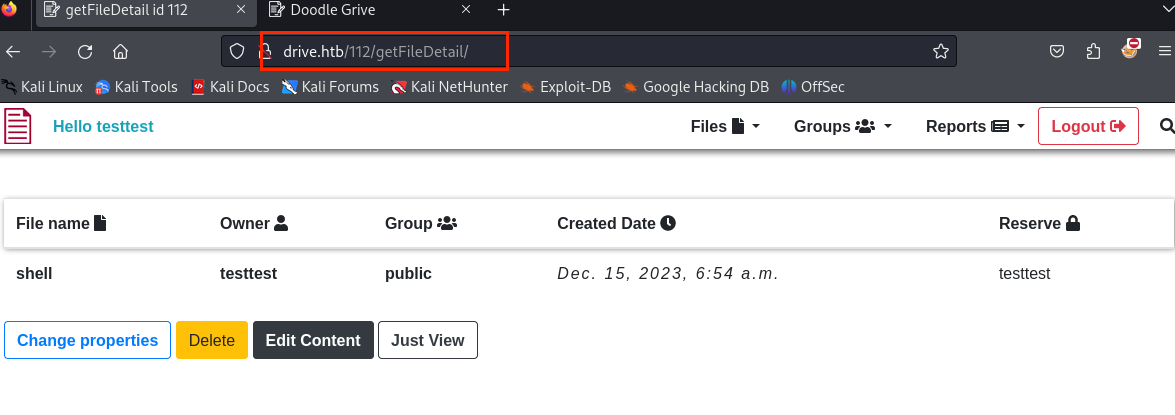 getFileDetail id 112 × Doodle Grive × +
drive.htb/112/getFileDetail/
Kali Linux Kali Tools Kali Docs Kali Forums Kali NetHunter Exploit-DB Google Hacking DB OffSec
Hello testtest Files Groups Reports Logout
File name Owner Group Created Date Reserve
shell testtest public Dec. 15, 2023, 6:54 a.m. testtest
Change properties Delete Edit Content Just View